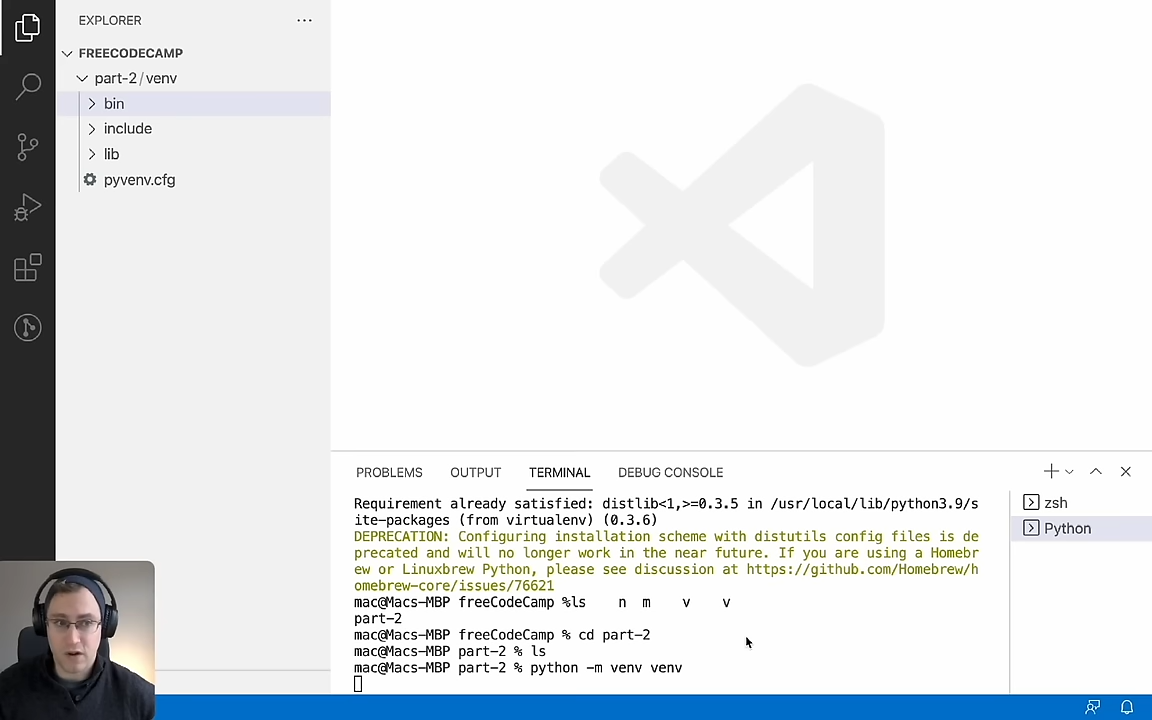 EXPLORER
FREECODECAMP
part-2/venv
bin
include
lib
pyvenv.cfg
PROBLEMS OUTPUT TERMINAL DEBUG CONSOLE
Requirement already satisfied: distlib<1,>=0.3.5 in /usr/local/lib/python3.9/s
ite-packages (from virtualenv) (0.3.6)
DEPRECATION: Configuring installation scheme with distutils config files is de
precated and will no longer work in the near future. If you are using a Homebr
ew or Linuxbrew Python, please see discussion at https://github.com/Homebrew/h
omebrew-core/issues/76621
mac@Macs-MBP freeCodeCamp %ls n m v v
part-2
mac@Macs-MBP freeCodeCamp % cd part-2
mac@Macs-MBP part-2 % ls
mac@Macs-MBP part-2 % python -m venv venv
zsh
Python